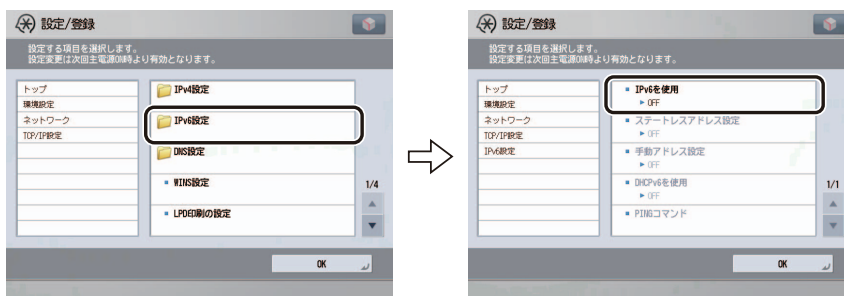 設定/登録
設定する項目を選択します。
設定変更は次回主電源ON時より有効となります。
トップ
環境設定
ネットワーク
TCP/IP設定
IPv4設定
IPv6設定
DNS設定
WINS設定
LPD印刷の設定
1/4
OK
設定/登録
設定する項目を選択します。
設定変更は次回主電源ON時より有効となります。
トップ
環境設定
ネットワーク
TCP/IP設定
IPv6設定
IPv6を使用
OFF
ステートレスアドレス設定
OFF
手動アドレス設定
OFF
DHCPv6を使用
OFF
PINGコマンド
1/1
OK